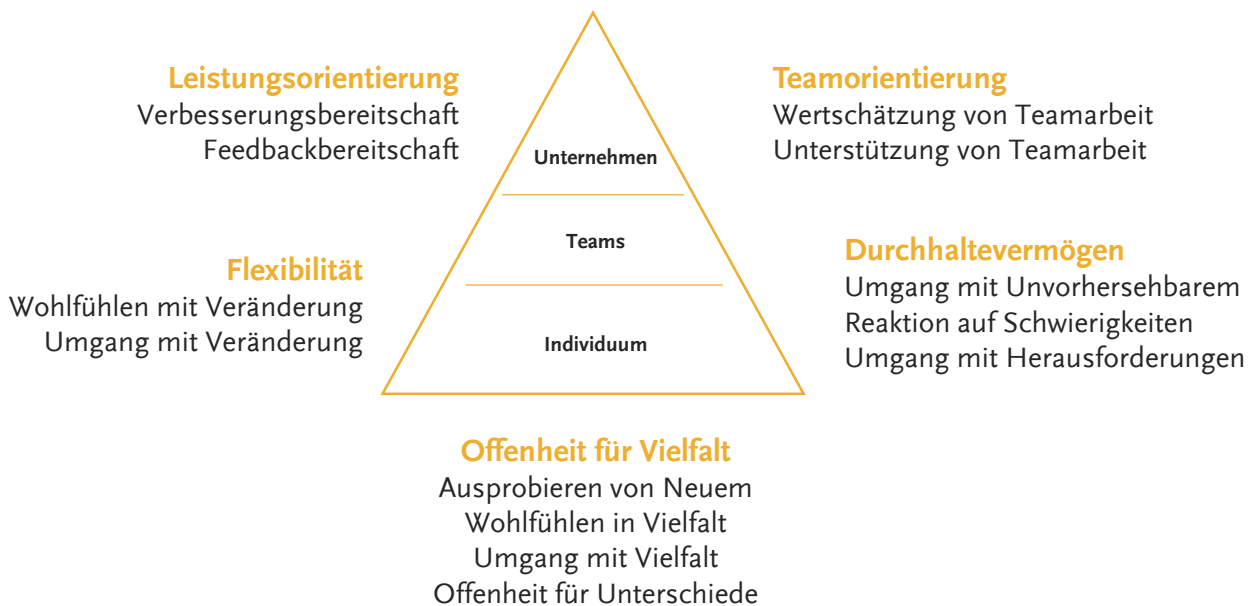 Leistungsorientierung
Verbesserungsbereitschaft
Feedbackbereitschaft
Teamorientierung
Wertschätzung von Teamarbeit
Unterstützung von Teamarbeit
Unternehmen
Teams
Individuum
Flexibilität
Wohlfühlen mit Veränderung
Umgang mit Veränderung
Durchhaltevermögen
Umgang mit Unvorhersehbarem
Reaktion auf Schwierigkeiten
Umgang mit Herausforderungen
Offenheit für Vielfalt
Ausprobieren von Neuem
Wohlfühlen in Vielfalt
Umgang mit Vielfalt
Offenheit für Unterschiede